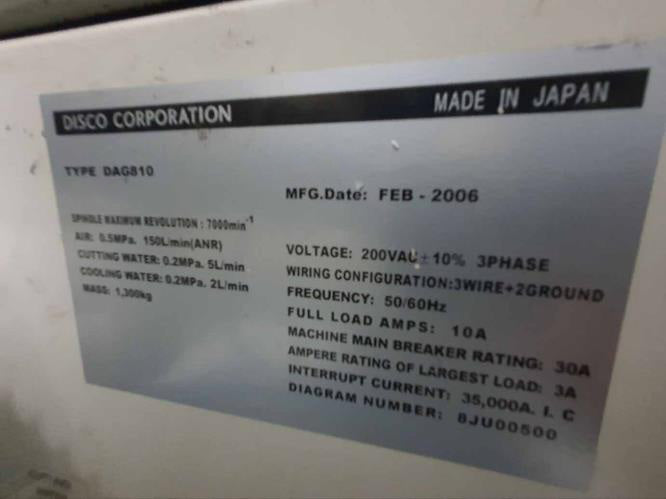 DISCO CORPORATION MADE IN JAPAN
TYPE DAG810
MFG.Date: FEB - 2006
SPINDLE MAXIMUM REVOLUTION : 7000min⁻¹
AIR: 0.5MPa. 150L/min(ANR)
CUTTING WATER: 0.2MPa. 5L/min
COOLING WATER: 0.2MPa. 2L/min
MASS: 1,300kg
VOLTAGE: 200VAC±10% 3PHASE
WIRING CONFIGURATION:3WIRE+2GROUND
FREQUENCY: 50/60Hz
FULL LOAD AMPS: 10A
MACHINE MAIN BREAKER RATING: 30A
AMPERE RATING OF LARGEST LOAD: 3A
INTERRUPT CURRENT: 35,000A. I. C
DIAGRAM NUMBER: 8JU00500